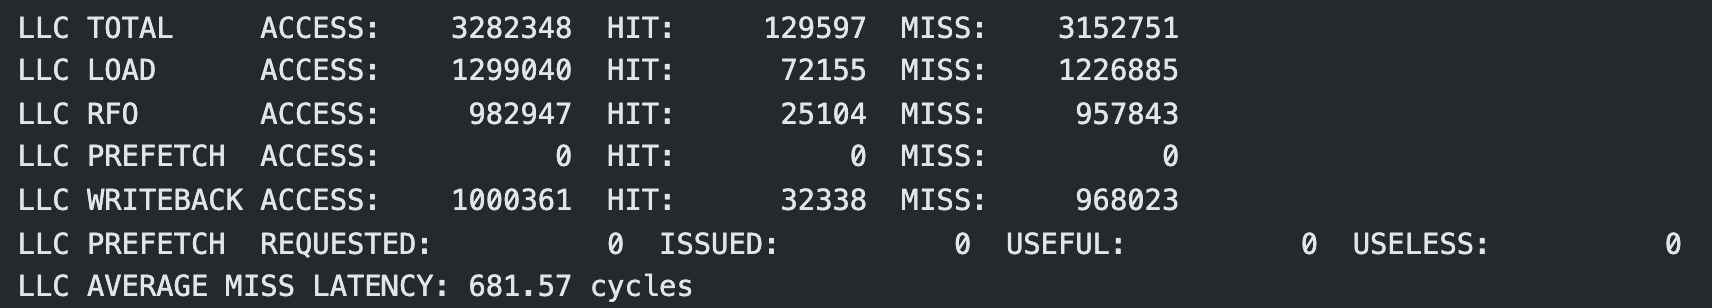 LLC TOTAL     ACCESS:    3282348  HIT:     129597  MISS:    3152751
LLC LOAD      ACCESS:    1299040  HIT:      72155  MISS:    1226885
LLC RFO       ACCESS:     982947  HIT:      25104  MISS:     957843
LLC PREFETCH  ACCESS:          0  HIT:          0  MISS:          0
LLC WRITEBACK ACCESS:    1000361  HIT:      32338  MISS:     968023
LLC PREFETCH  REQUESTED:          0  ISSUED:          0  USEFUL:          0  USELESS:          0
LLC AVERAGE MISS LATENCY: 681.57 cycles